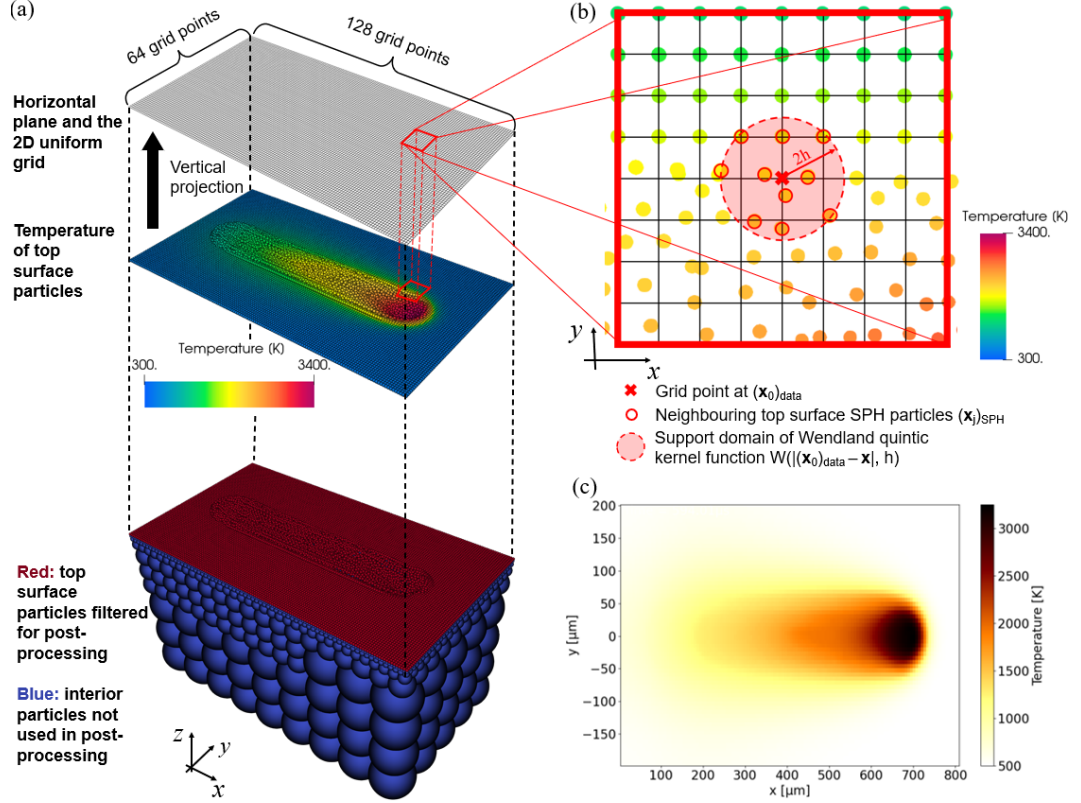 (a)
64 grid points
128 grid points
Horizontal
plane and the
2D uniform
grid
Vertical
projection
Temperature
of top
surface
particles
Temperature (K)
300.
3400.
Red: top
surface
particles filtered
for post-
processing
Blue: interior
particles not
used in post-
processing
z
y
x
(b)
2h
Temperature (K)
3400.
300.
y
x
Grid point at (x₀)data
Neighbouring top surface SPH particles (xⱼ)SPH
Support domain of Wendland quintic
kernel function W(|(x₀)data – x|, h)
(c)
200
150
100
50
0
−50
−100
−150
y [µm]
100
200
300
400
500
600
700
800
x [µm]
3000
2500
2000
1500
1000
500
Temperature [K]